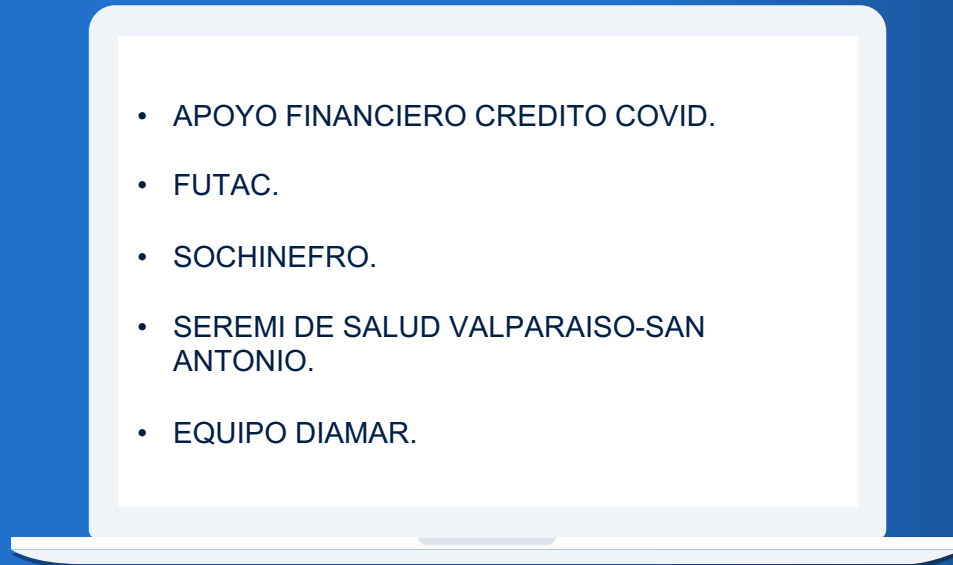 • APOYO FINANCIERO CREDITO COVID.
• FUTAC.
• SOCHINEFRO.
• SEREMI DE SALUD VALPARAISO-SAN
ANTONIO.
• EQUIPO DIAMAR.